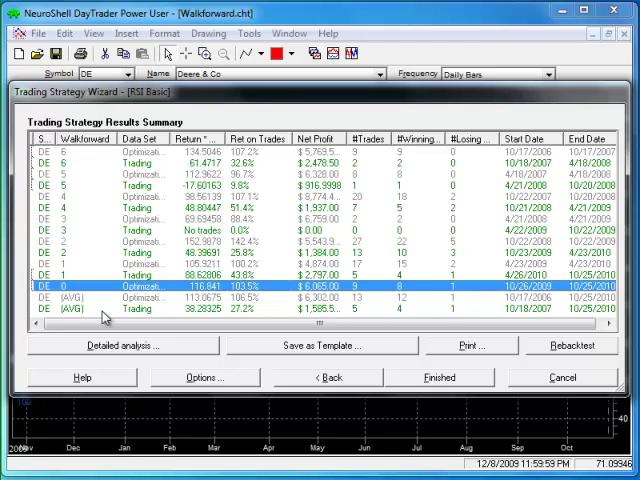 NeuroShell DayTrader Power User - [Walkforward.cht]
File Edit View Insert Format Drawing Tools Window Help
Symbol DE Name Deere & Co Frequency Daily Bars
Trading Strategy Wizard - [RSI Basic]
Trading Strategy Results Summary
S... Walkforward Data Set Return ^ ... Ret on Trades Net Profit #Trades #Winning... #Losing ... Start Date End Date
DE 6 Optimizati... 134.5046 107.2% $ 5,769.5... 9 9 0 10/17/2006 10/17/2007
DE 6 Trading 61.4717 32.6% $ 2,478.50 2 2 0 10/18/2007 4/18/2008
DE 5 Optimizati... 112.9622 96.7% $ 6,328.00 8 8 0 4/18/2007 4/18/2008
DE 5 Trading -17.60163 9.8% $ 916.9998 1 1 0 4/21/2008 10/20/2008
DE 4 Optimizati... 98.56539 107.1% $ 8,774.00 20 18 2 10/22/2007 10/20/2008
DE 4 Trading 48.80447 51.4% $ 1,937.00 7 5 2 10/21/2008 4/21/2009
DE 3 Optimizati... 69.69458 88.4% $ 6,759.00
DE 3 Trading No trades 0.0% $ 0.00 0 0 0 4/22/2009 10/22/2009
DE 2 Optimizati... 152.9878 142.4% $ 5,543.9... 27 22 5 10/23/2008 10/22/2009
DE 2 Trading 48.39691 25.8% $ 1,384.00 13 10 3 10/23/2009 4/23/2010
DE 1 Optimizati... 105.9211 100.2% $ 4,874.00 17 15 2 4/23/2010
DE 1 Trading 88.62806 43.8% $ 2,797.00 5 4 1 4/26/2010 10/25/2010
DE 0 Optimizati... 116.841 103.5% $ 6,065.00 9 8 1 10/26/2009 10/25/2010
DE (AVG) Optimizati... 113.0675 106.5% $ 6,302.00 13 12 1 10/17/2006 10/25/2010
DE (AVG) Trading 38.28325 27.2% $ 1,585.5... 5 4 1 10/18/2007 10/25/2010
Detailed analysis ... Save as Template ... Print ... Rebacktest
Help Options ... < Back Finished Cancel
100
40
2009 Nov Dec Jan Feb Mar Apr May Jun Jul Aug Sep Oct
12/8/2009 11:59:59 PM 71.09946